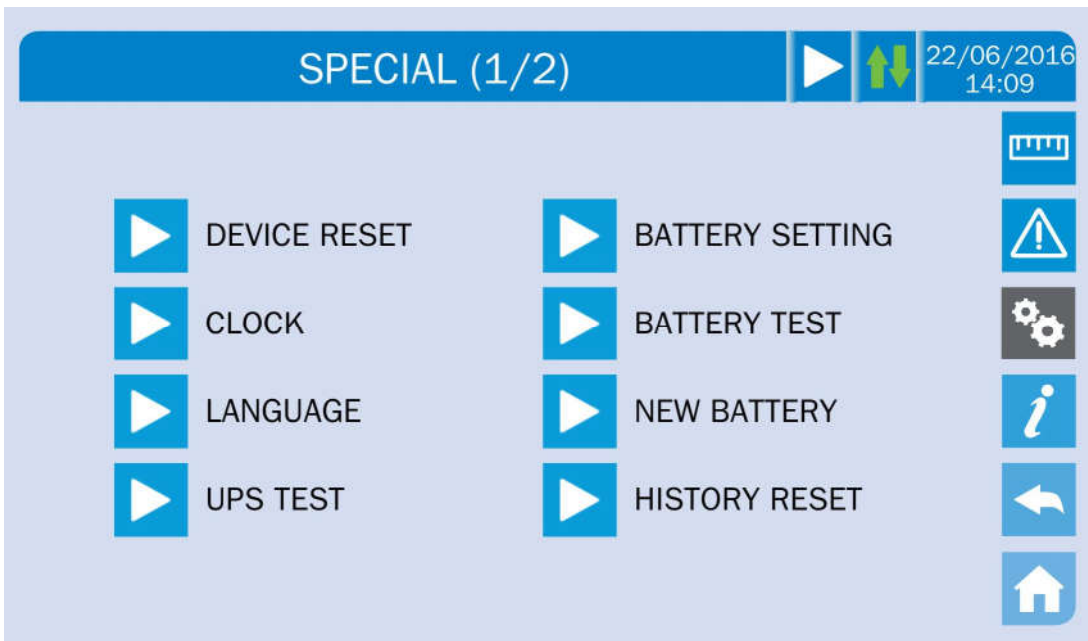 SPECIAL (1/2)
22/06/2016
14:09
DEVICE RESET
BATTERY SETTING
CLOCK
BATTERY TEST
LANGUAGE
NEW BATTERY
UPS TEST
HISTORY RESET